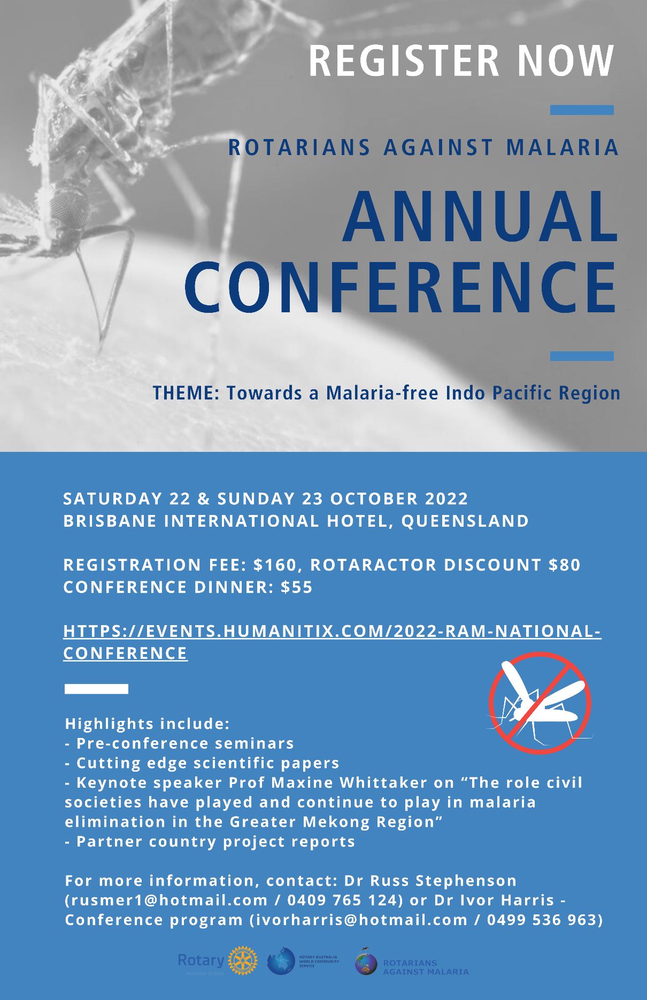 REGISTER NOW
ROTARIANS AGAINST MALARIA
ANNUAL
CONFERENCE
THEME: Towards a Malaria-free Indo Pacific Region
SATURDAY 22 & SUNDAY 23 OCTOBER 2022
BRISBANE INTERNATIONAL HOTEL, QUEENSLAND
REGISTRATION FEE: $160, ROTARACTOR DISCOUNT $80
CONFERENCE DINNER: $55
HTTPS://EVENTS.HUMANITIX.COM/2022-RAM-NATIONAL-
CONFERENCE
Highlights include:
- Pre-conference seminars
- Cutting edge scientific papers
- Keynote speaker Prof Maxine Whittaker on “The role civil
societies have played and continue to play in malaria
elimination in the Greater Mekong Region”
- Partner country project reports
For more information, contact: Dr Russ Stephenson
(rusmer1@hotmail.com / 0409 765 124) or Dr Ivor Harris -
Conference program (ivorharris@hotmail.com / 0499 536 963)
Rotary
Australian Districts
ROTARY AUSTRALIA
WORLD COMMUNITY
SERVICE
ROTARIANS
AGAINST MALARIA